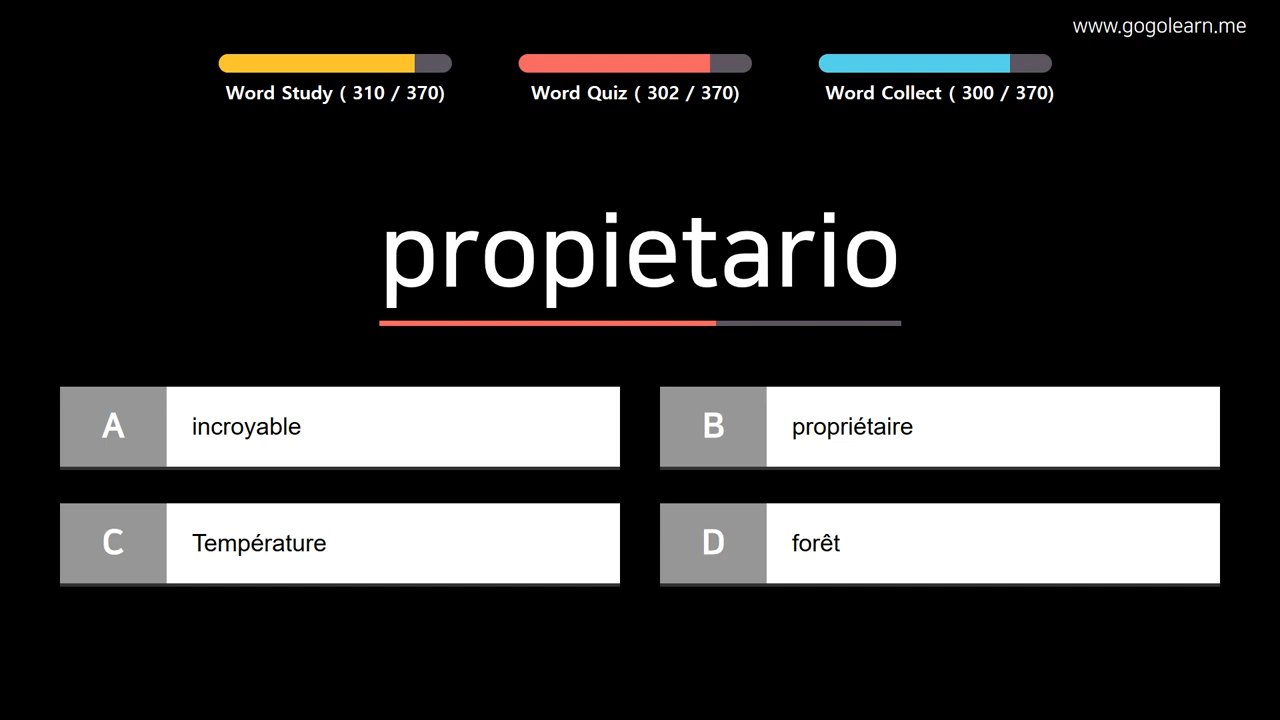 www.gogolearn.me
Word Study ( 310 / 370)
Word Quiz ( 302 / 370)
Word Collect ( 300 / 370)
propietario
A
incroyable
B
propriétaire
C
Température
D
forêt